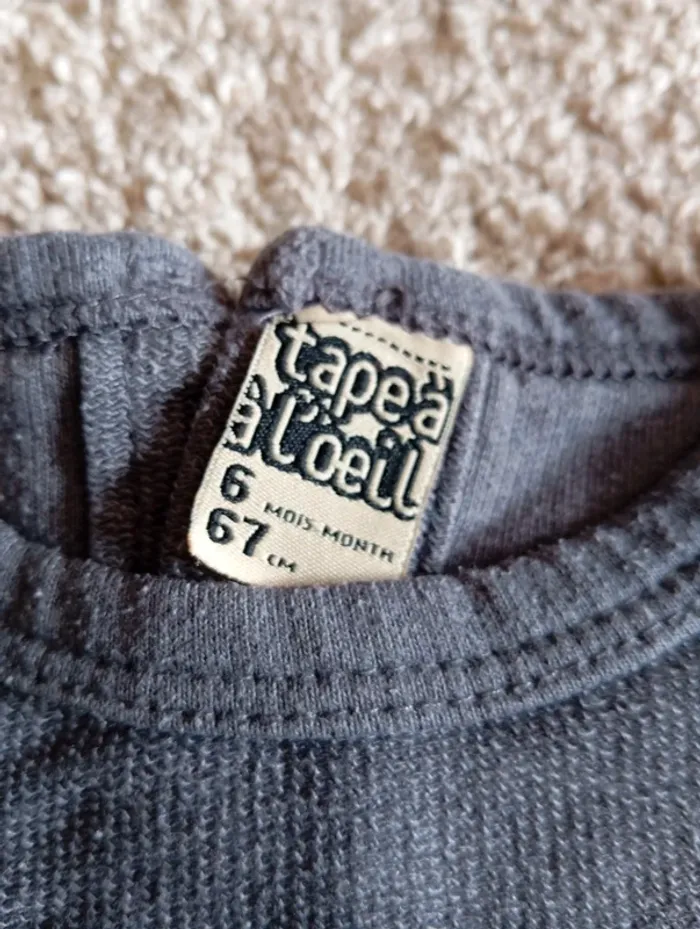 tape à
à l'oeil
6 MOIS-MONTH
67 CM